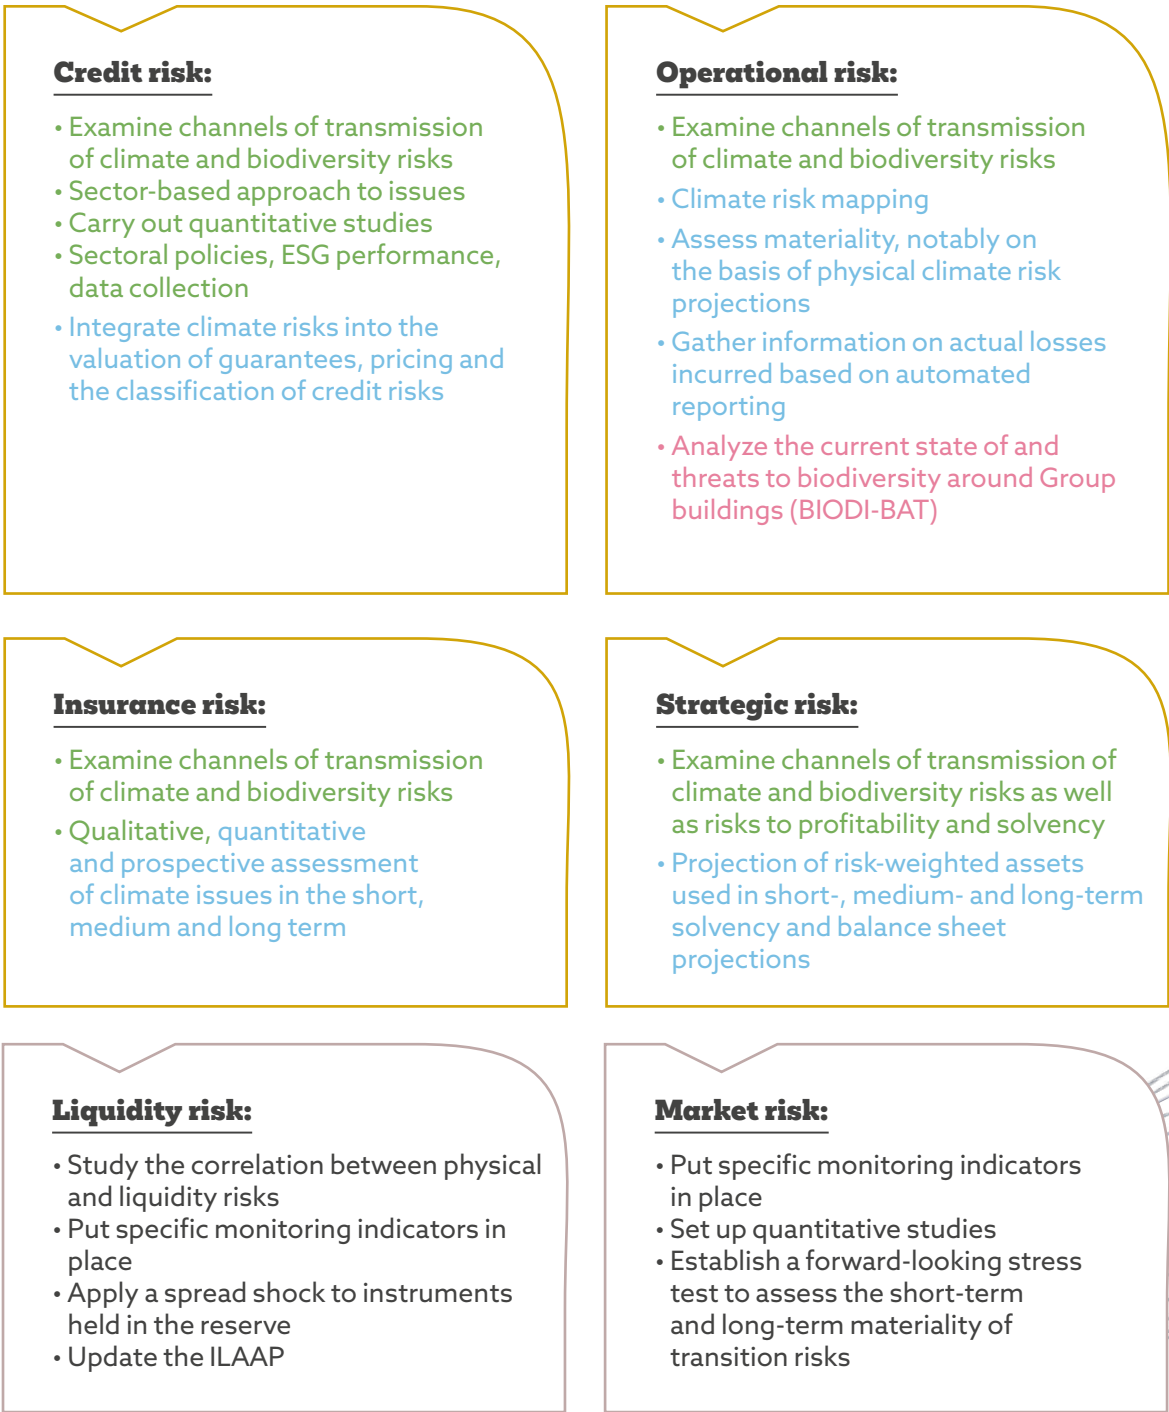 Credit risk:
• Examine channels of transmission
of climate and biodiversity risks
• Sector-based approach to issues
• Carry out quantitative studies
• Sectoral policies, ESG performance,
data collection
• Integrate climate risks into the
valuation of guarantees, pricing and
the classification of credit risks
Operational risk:
• Examine channels of transmission
of climate and biodiversity risks
• Climate risk mapping
• Assess materiality, notably on
the basis of physical climate risk
projections
• Gather information on actual losses
incurred based on automated
reporting
• Analyze the current state of and
threats to biodiversity around Group
buildings (BIODI-BAT)
Insurance risk:
• Examine channels of transmission
of climate and biodiversity risks
• Qualitative, quantitative
and prospective assessment
of climate issues in the short,
medium and long term
Strategic risk:
• Examine channels of transmission of
climate and biodiversity risks as well
as risks to profitability and solvency
• Projection of risk-weighted assets
used in short-, medium- and long-term
solvency and balance sheet
projections
Liquidity risk:
• Study the correlation between physical
and liquidity risks
• Put specific monitoring indicators in
place
• Apply a spread shock to instruments
held in the reserve
• Update the ILAAP
Market risk:
• Put specific monitoring indicators
in place
• Set up quantitative studies
• Establish a forward-looking stress
test to assess the short-term
and long-term materiality of
transition risks